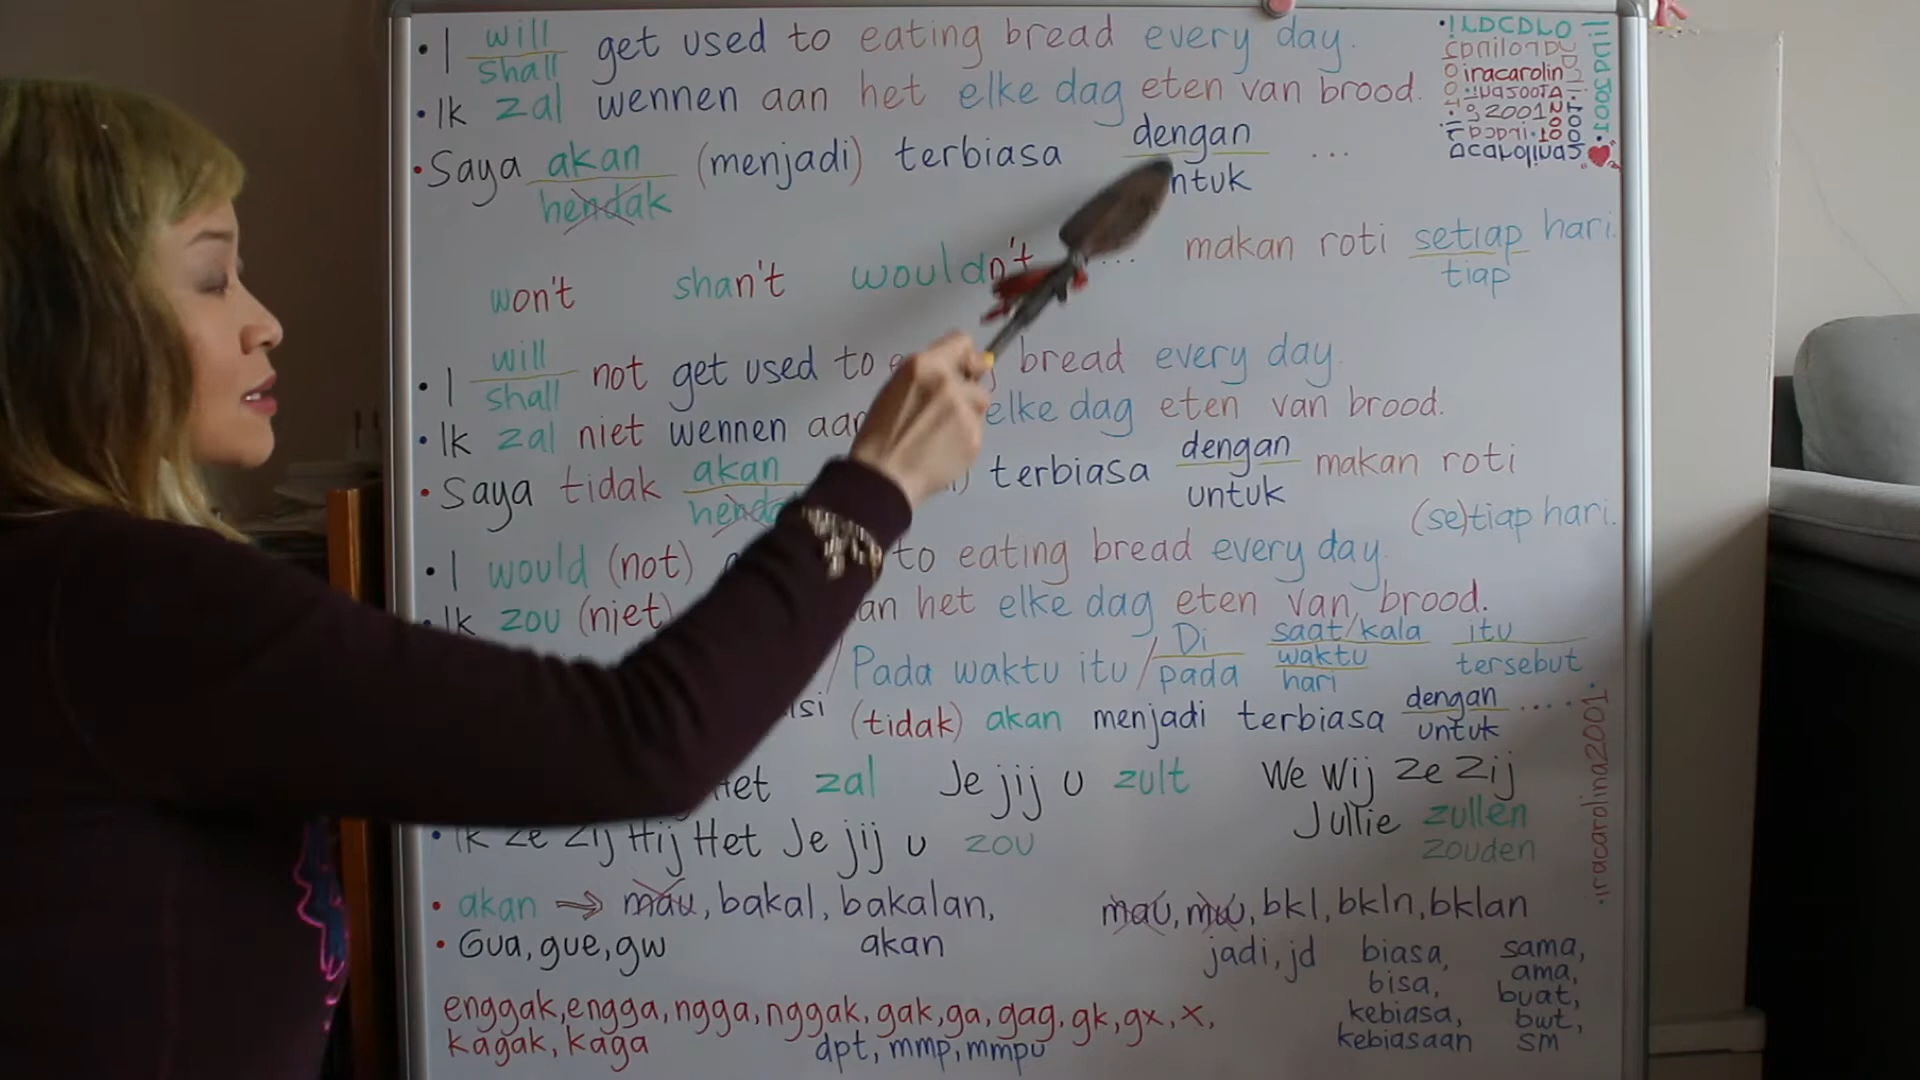 • I will/shall get used to eating bread every day.
• Ik zal wennen aan het elke dag eten van brood.
• Saya akan/hendak (menjadi) terbiasa dengan/untuk ...
... makan roti setiap/tiap hari.
won't shan't wouldn't
• I will/shall not get used to bread every day.
• Ik zal niet wennen aan elke dag eten van brood.
• Saya tidak akan/hendak terbiasa dengan/untuk makan roti
(se)tiap hari.
• I would (not) to eating bread every day.
• Ik zou (niet) an het elke dag eten van brood.
/ Pada waktu itu / Di/pada saat/kala/waktu/hari itu/tersebut
isi (tidak) akan menjadi terbiasa dengan/untuk ....
Het zal Je jij u zult We Wij Ze Zij
Jullie zullen
• Ik Ze Zij Hij Het Je jij u zou zouden
• akan ⇒ mau, bakal, bakalan, mau, mw, bkl, bkln, bklan
• Gua, gue, gw akan jadi, jd biasa, sama,
bisa, ama,
enggak, engga, ngga, nggak, gak, ga, gag, gk, gx, x, kebiasa, buat,
bwt,
kagak, kaga dpt, mmp, mmpu kebiasaan sm
iracarolin
.iracarolina2001.